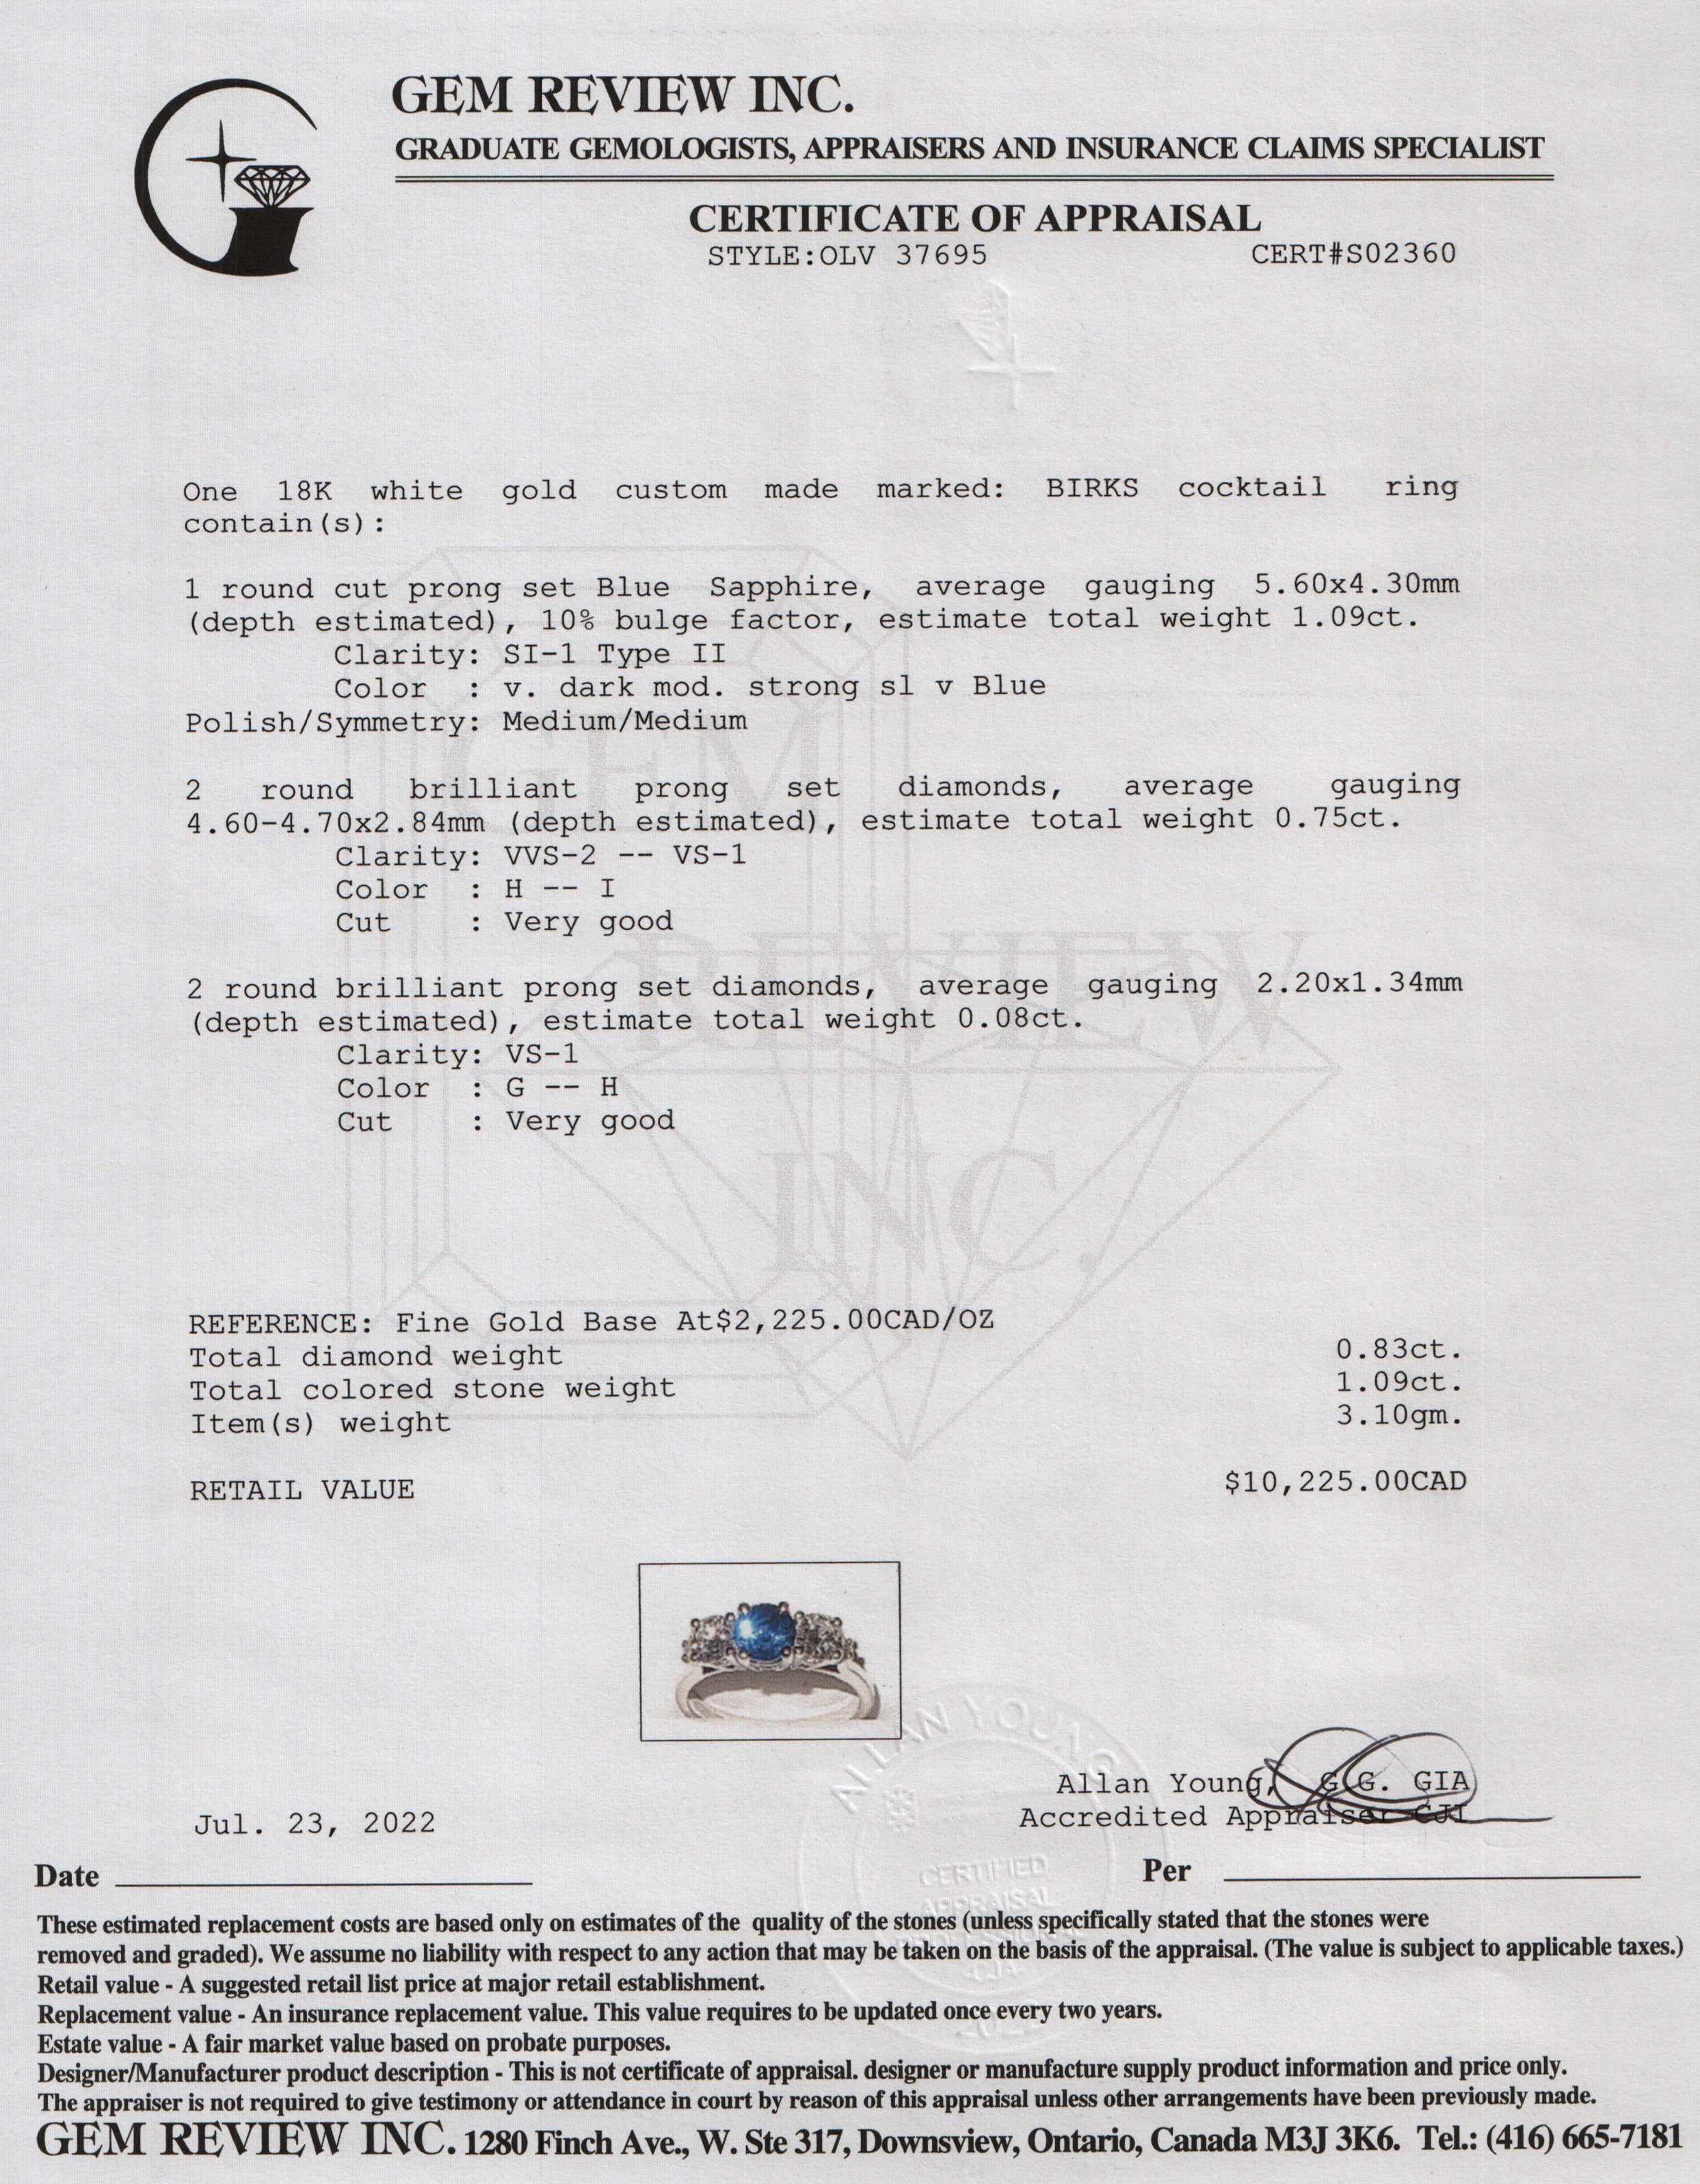 GEM REVIEW INC.
GRADUATE GEMOLOGISTS, APPRAISERS AND INSURANCE CLAIMS SPECIALIST
CERTIFICATE OF APPRAISAL
STYLE:OLV 37695 CERT#S02360
One 18K white gold custom made marked: BIRKS cocktail ring
contain(s):
1 round cut prong set Blue Sapphire, average gauging 5.60x4.30mm
(depth estimated), 10% bulge factor, estimate total weight 1.09ct.
Clarity: SI-1 Type II
Color : v. dark mod. strong sl v Blue
Polish/Symmetry: Medium/Medium
2 round brilliant prong set diamonds, average gauging
4.60-4.70x2.84mm (depth estimated), estimate total weight 0.75ct.
Clarity: VVS-2 -- VS-1
Color : H -- I
Cut : Very good
2 round brilliant prong set diamonds, average gauging 2.20x1.34mm
(depth estimated), estimate total weight 0.08ct.
Clarity: VS-1
Color : G -- H
Cut : Very good
GEM
REVIEW
INC.
REFERENCE: Fine Gold Base At$2,225.00CAD/OZ
Total diamond weight 0.83ct.
Total colored stone weight 1.09ct.
Item(s) weight 3.10gm.
RETAIL VALUE $10,225.00CAD
ALLAN YOUNG
CERTIFIED
APPRAISAL
PROFESSIONAL
CJA
Allan Young, G.G. GIA
Accredited Appraiser CJI
Jul. 23, 2022
Date Per
These estimated replacement costs are based only on estimates of the quality of the stones (unless specifically stated that the stones were
removed and graded). We assume no liability with respect to any action that may be taken on the basis of the appraisal. (The value is subject to applicable taxes.)
Retail value - A suggested retail list price at major retail establishment.
Replacement value - An insurance replacement value. This value requires to be updated once every two years.
Estate value - A fair market value based on probate purposes.
Designer/Manufacturer product description - This is not certificate of appraisal. designer or manufacture supply product information and price only.
The appraiser is not required to give testimony or attendance in court by reason of this appraisal unless other arrangements have been previously made.
GEM REVIEW INC. 1280 Finch Ave., W. Ste 317, Downsview, Ontario, Canada M3J 3K6. Tel.: (416) 665-7181